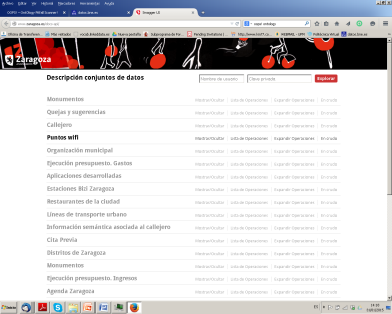 Archivo Editar Ver Historial Marcadores Herramientas Ayuda
datos.bne.es
Swagger UI
www.zaragoza.es
Zaragoza
Descripción conjuntos de datos
Nombre de usuario
Clave privada
Explorar
Monumentos Mostrar/Ocultar Lista de Operaciones Expandir Operaciones En crudo
Quejas y sugerencias Mostrar/Ocultar Lista de Operaciones Expandir Operaciones En crudo
Callejero Mostrar/Ocultar Lista de Operaciones Expandir Operaciones En crudo
Puntos wifi Mostrar/Ocultar Lista de Operaciones Expandir Operaciones En crudo
Organización municipal Mostrar/Ocultar Lista de Operaciones Expandir Operaciones En crudo
Ejecución presupuesto. Gastos Mostrar/Ocultar Lista de Operaciones Expandir Operaciones En crudo
Aplicaciones desarrolladas Mostrar/Ocultar Lista de Operaciones Expandir Operaciones En crudo
Estaciones Bizi Zaragoza Mostrar/Ocultar Lista de Operaciones Expandir Operaciones En crudo
Restaurantes de la ciudad Mostrar/Ocultar Lista de Operaciones Expandir Operaciones En crudo
Líneas de transporte urbano Mostrar/Ocultar Lista de Operaciones Expandir Operaciones En crudo
Información semántica asociada al callejero Mostrar/Ocultar Lista de Operaciones Expandir Operaciones En crudo
Cita Previa Mostrar/Ocultar Lista de Operaciones Expandir Operaciones En crudo
Distritos de Zaragoza Mostrar/Ocultar Lista de Operaciones Expandir Operaciones En crudo
Monumentos Mostrar/Ocultar Lista de Operaciones Expandir Operaciones En crudo
Ejecución presupuesto. Ingresos Mostrar/Ocultar Lista de Operaciones Expandir Operaciones En crudo
Agenda Zaragoza Mostrar/Ocultar Lista de Operaciones Expandir Operaciones En crudo
Inicio
ES